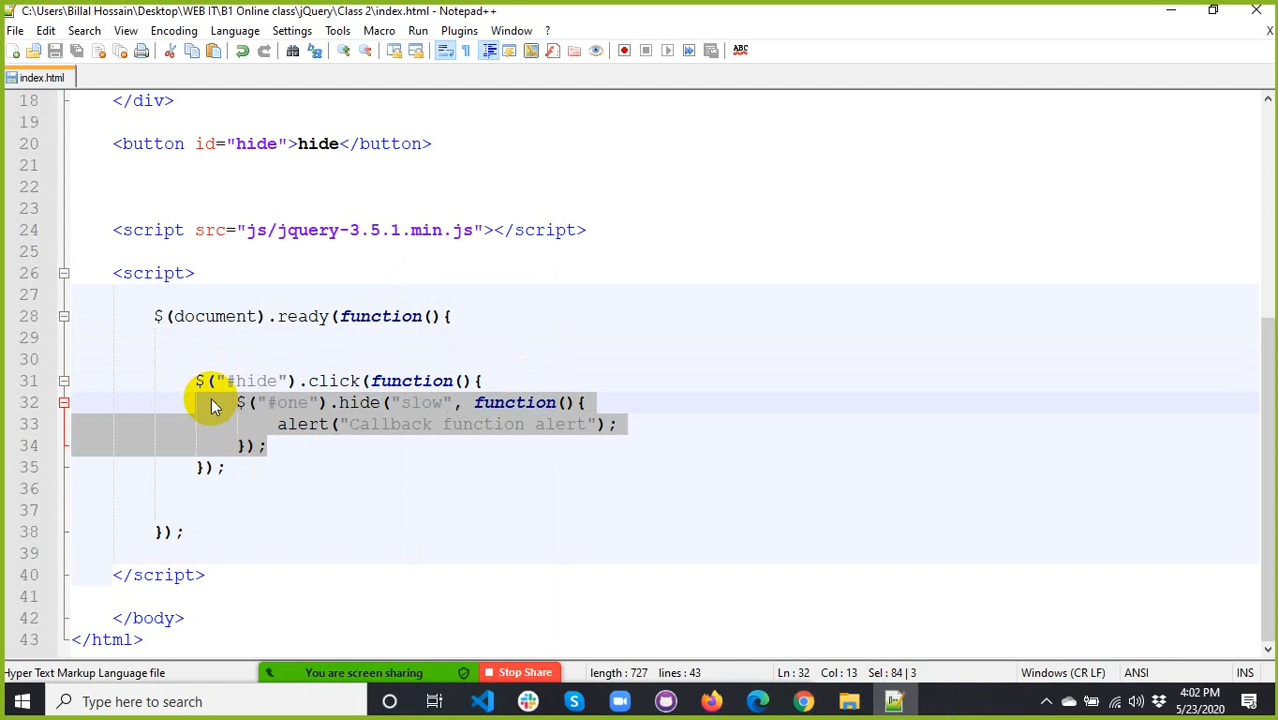 C:\Users\Billal Hossain\Desktop\WEB IT\B1 Online class\jQuery\Class 2\index.html - Notepad++
File Edit Search View Encoding Language Settings Tools Macro Run Plugins Window ? X
ABC
index.html
18 </div>
19
20 <button id="hide">hide</button>
21
22
23
24 <script src="js/jquery-3.5.1.min.js"></script>
25
26 <script>
27
28 $(document).ready(function(){
29
30
31 $("#hide").click(function(){
32 $("#one").hide("slow", function(){
33 alert("Callback function alert");
34 });
35 });
36
37
38 });
39
40 </script>
41
42 </body>
43 </html>
Hyper Text Markup Language file You are screen sharing Stop Share length : 727 lines : 43 Ln : 32 Col : 13 Sel : 84 | 3 Windows (CR LF) ANSI INS
Type here to search 4:02 PM
5/23/2020